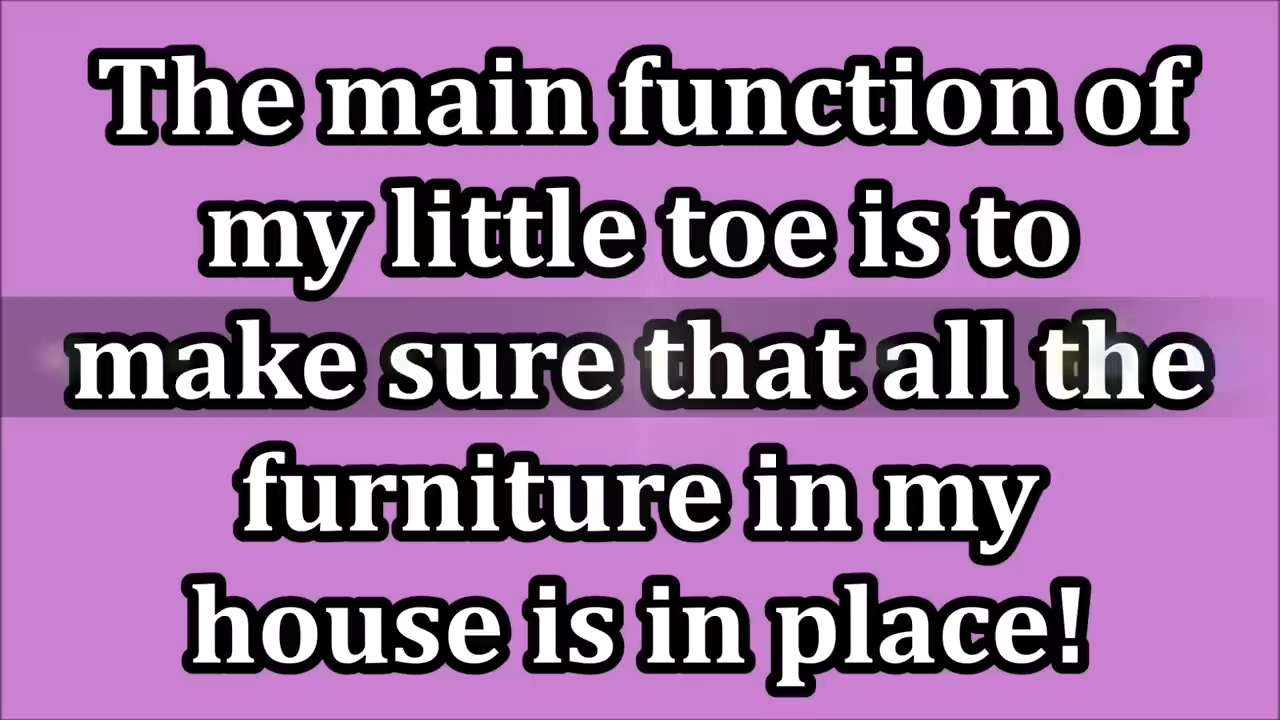 The main function of
my little toe is to
make sure that all the
furniture in my
house is in place!